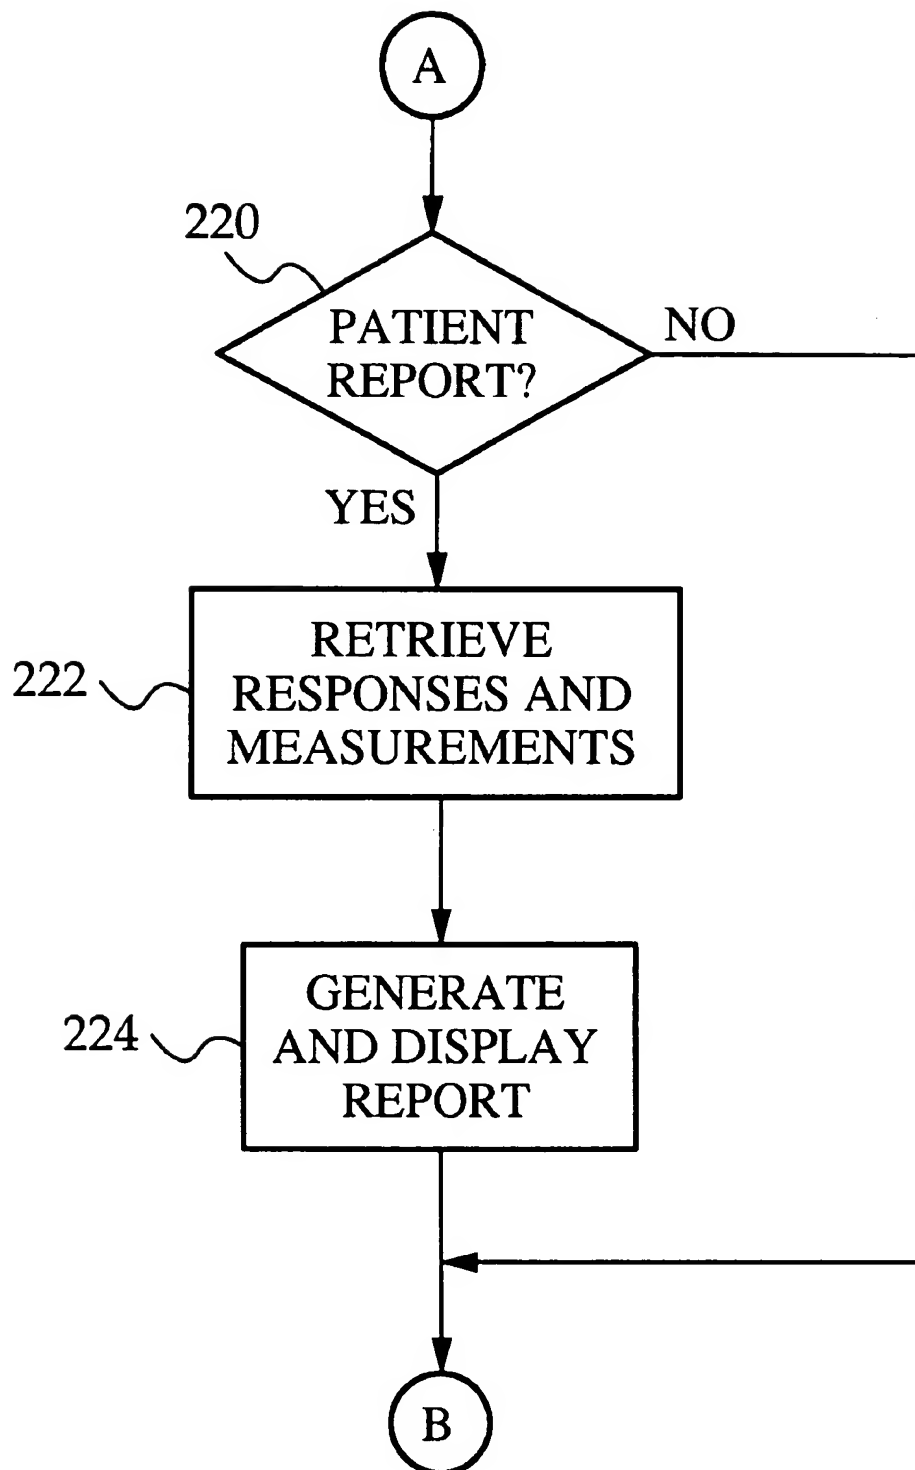 A
220
PATIENT
REPORT?
NO
YES
222
RETRIEVE
RESPONSES AND
MEASUREMENTS
224
GENERATE
AND DISPLAY
REPORT
B